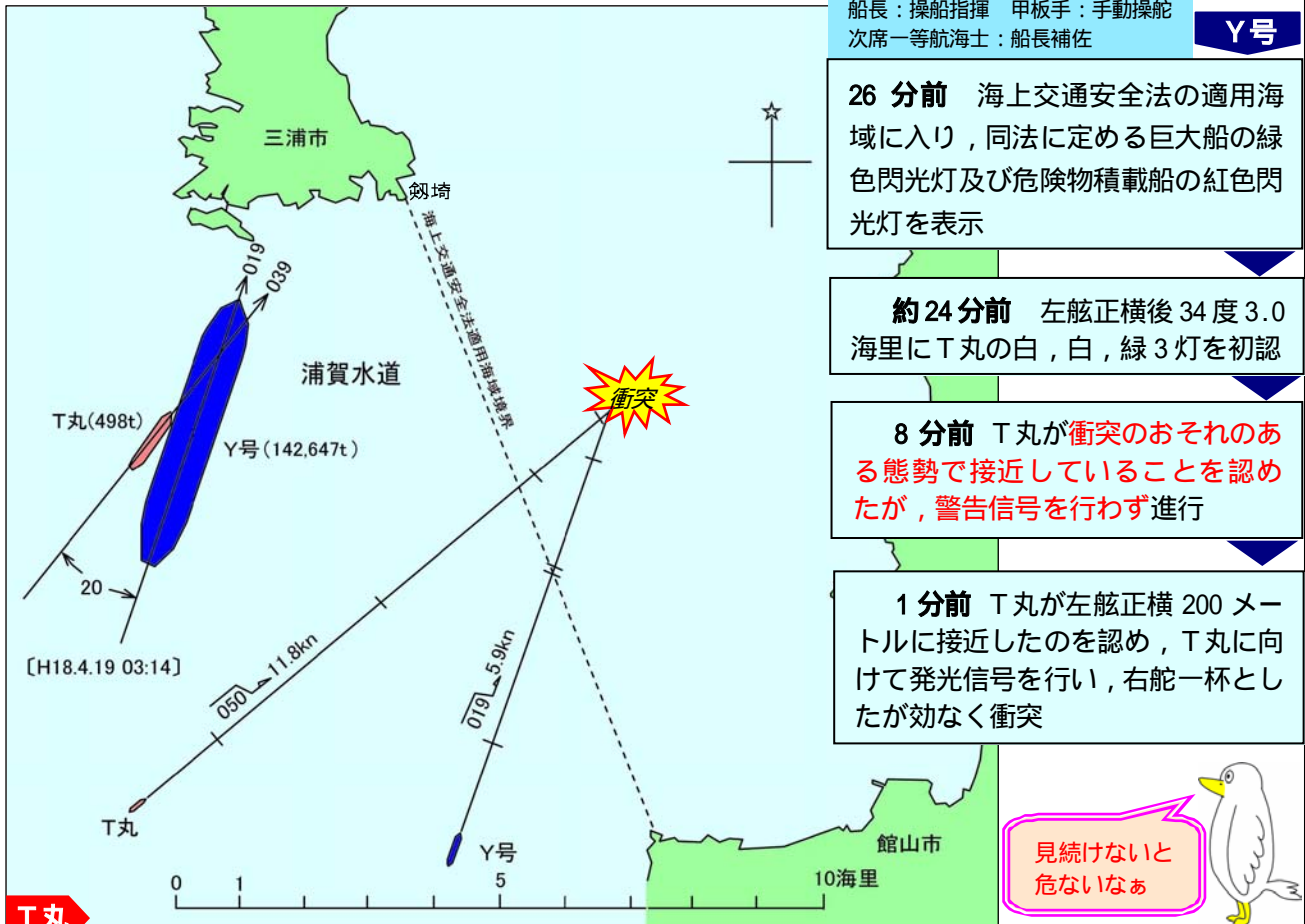 船長：操船指揮　甲板手：手動操舵
次席一等航海士：船長補佐
Y号
26 分前　海上交通安全法の適用海
域に入り，同法に定める巨大船の緑
色閃光灯及び危険物積載船の紅色閃
光灯を表示
約24分前　左舷正横後 34 度 3.0
海里にT丸の白，白，緑3灯を初認
8 分前　T丸が衝突のおそれのあ
る態勢で接近していることを認め
たが，警告信号を行わず進行
1 分前　T丸が左舷正横 200 メー
トルに接近したのを認め，T丸に向
けて発光信号を行い，右舵一杯とし
たが効なく衝突
見続けないと
危ないなぁ
三浦市
剱埼
海上交通安全法適用海域境界
019
039
浦賀水道
衝突
T丸(498t)
Y号(142,647t)
20
〔H18.4.19 03:14〕
050 11.8kn
019 5.9kn
T丸
Y号
館山市
0 1 5 10海里
T丸